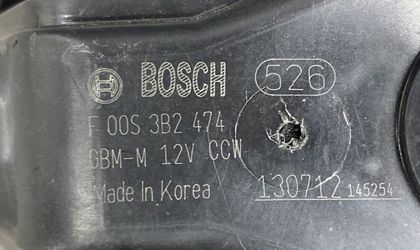 BOSCH 526
F 00S 3B2 474
GBM-M 12V CCW
Made In Korea 130712 145254